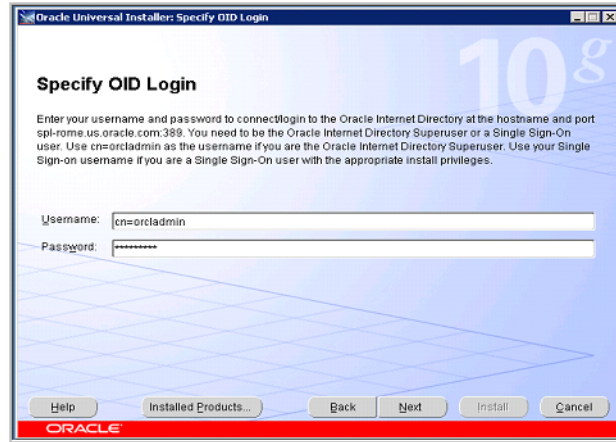 Oracle Universal Installer: Specify OID Login
10g
Specify OID Login
Enter your username and password to connect/login to the Oracle Internet Directory at the hostname and port
spl-rome.us.oracle.com:389. You need to be the Oracle Internet Directory Superuser or a Single Sign-On
user. Use cn=orcladmin as the username if you are the Oracle Internet Directory Superuser. Use your Single
Sign-on username if you are a Single Sign-On user with the appropriate install privileges.
Username: cn=orcladmin
Password: *********
Help Installed Products... Back Next Install Cancel
ORACLE